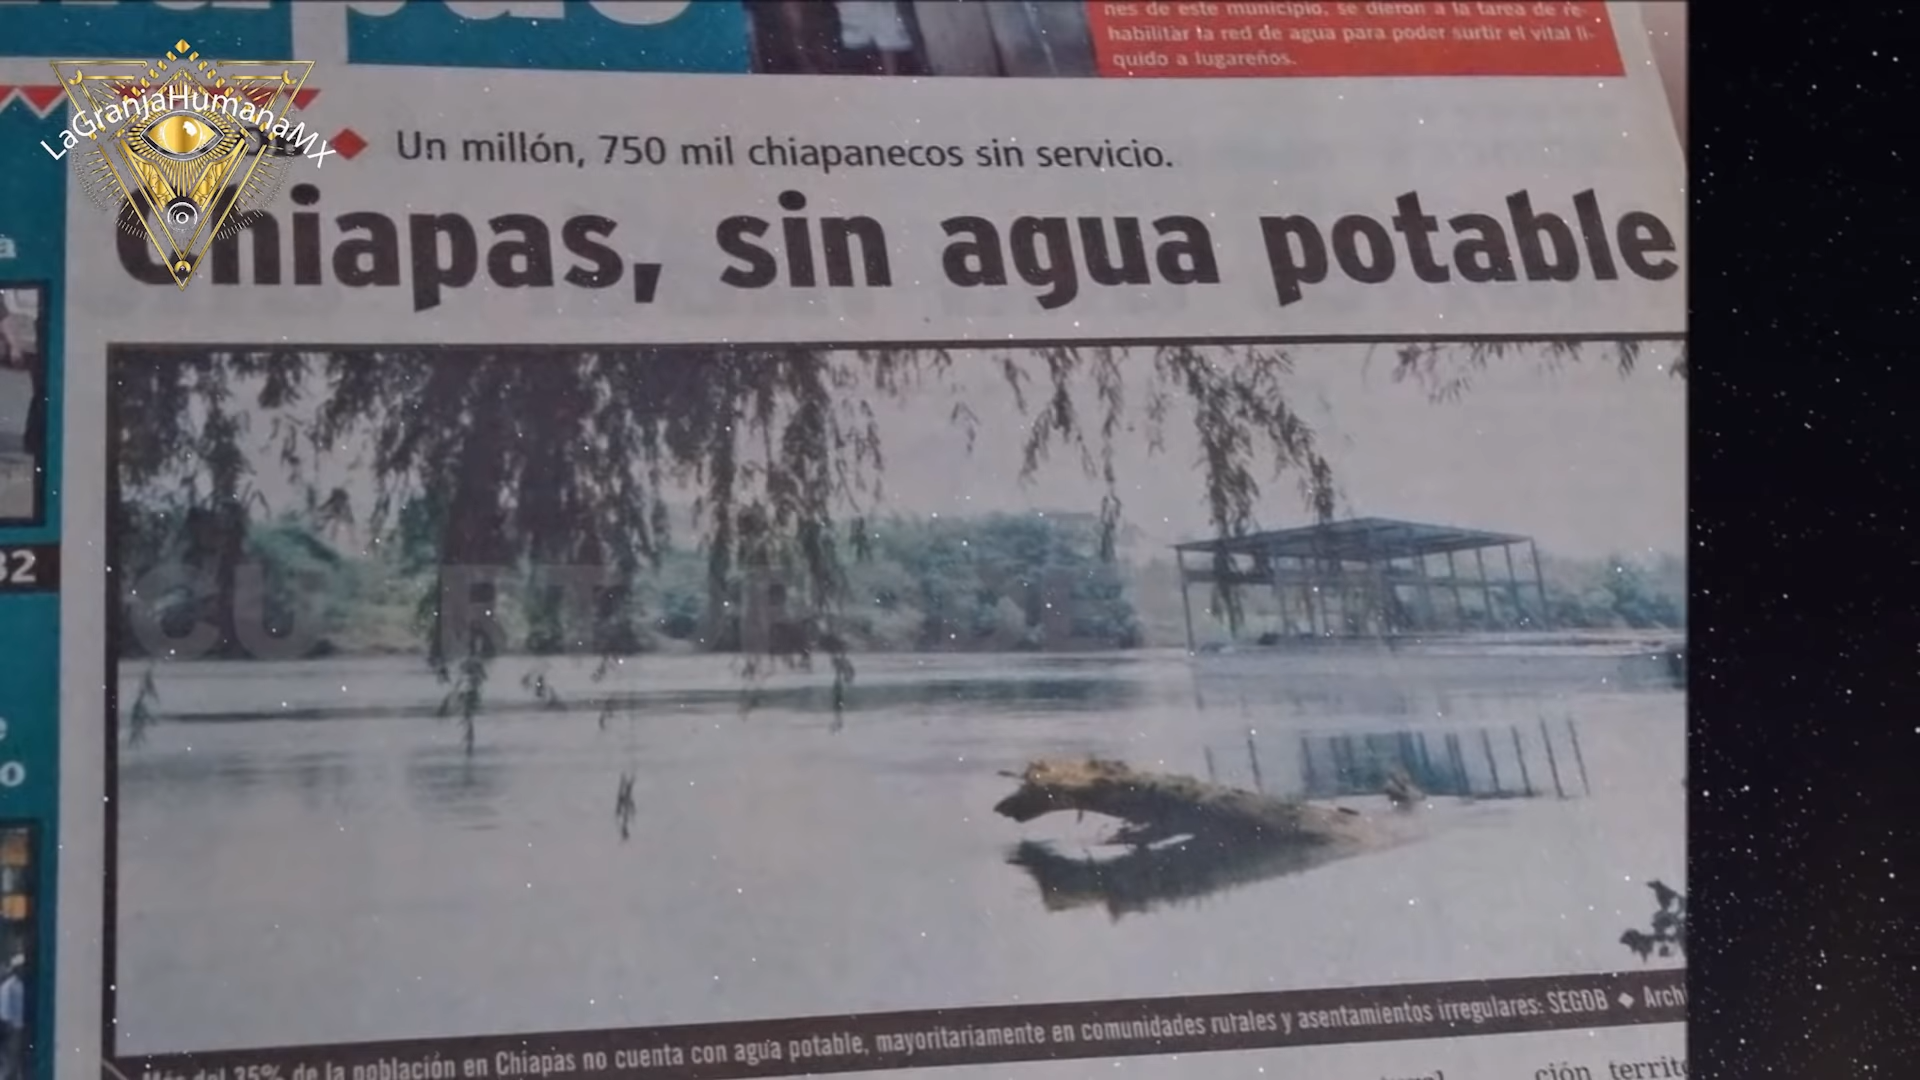 nes de este municipio, se dieron a la tarea de re-
habilitar la red de agua para poder surtir el vital lí-
quido a lugareños.
LaGranjaHumanaMX
Un millón, 750 mil chiapanecos sin servicio.
Chiapas, sin agua potable
a
32
e
o
Más del 35% de la población en Chiapas no cuenta con agua potable, mayoritariamente en comunidades rurales y asentamientos irregulares: SEGOB ◆ Arch
ción territo